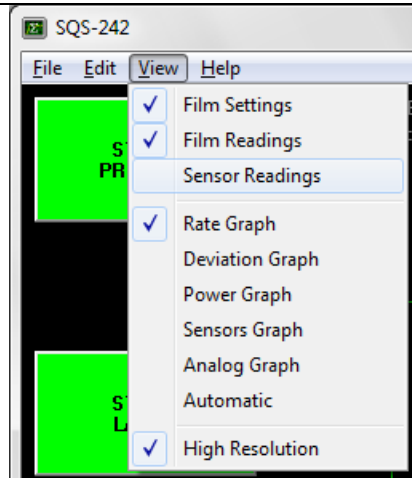 SQS-242
File Edit View Help
Film Settings
Film Readings
Sensor Readings
Rate Graph
Deviation Graph
Power Graph
Sensors Graph
Analog Graph
Automatic
High Resolution